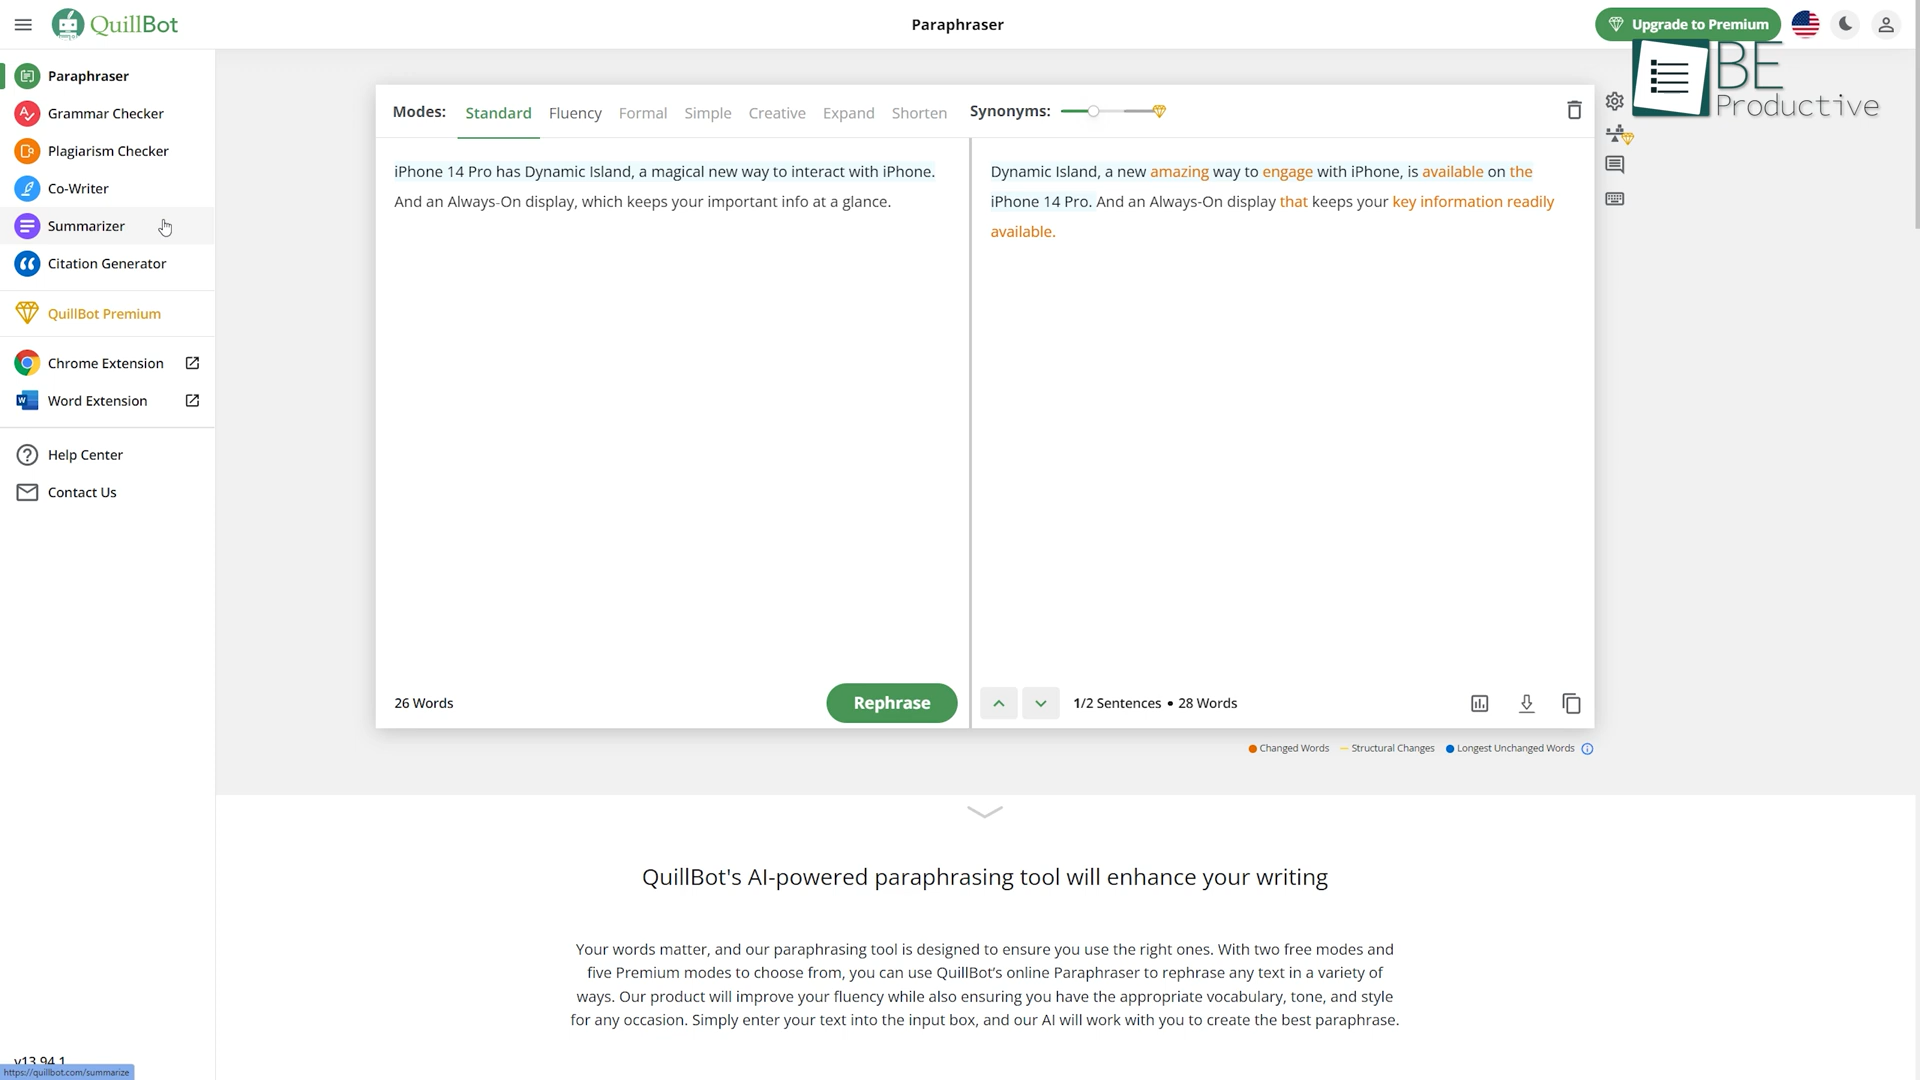 QuillBot
Paraphraser
Upgrade to Premium
BE
Productive
Paraphraser
Grammar Checker
Plagiarism Checker
Co-Writer
Summarizer
Citation Generator
QuillBot Premium
Chrome Extension
Word Extension
Help Center
Contact Us
Modes: Standard Fluency Formal Simple Creative Expand Shorten Synonyms:
iPhone 14 Pro has Dynamic Island, a magical new way to interact with iPhone.
And an Always-On display, which keeps your important info at a glance.
26 Words
Rephrase
Dynamic Island, a new amazing way to engage with iPhone, is available on the
iPhone 14 Pro. And an Always-On display that keeps your key information readily
available.
1/2 Sentences • 28 Words
Changed Words Structural Changes Longest Unchanged Words
QuillBot's AI-powered paraphrasing tool will enhance your writing
Your words matter, and our paraphrasing tool is designed to ensure you use the right ones. With two free modes and
five Premium modes to choose from, you can use QuillBot's online Paraphraser to rephrase any text in a variety of
ways. Our product will improve your fluency while also ensuring you have the appropriate vocabulary, tone, and style
for any occasion. Simply enter your text into the input box, and our AI will work with you to create the best paraphrase.
v13.94.1
https://quillbot.com/summarize